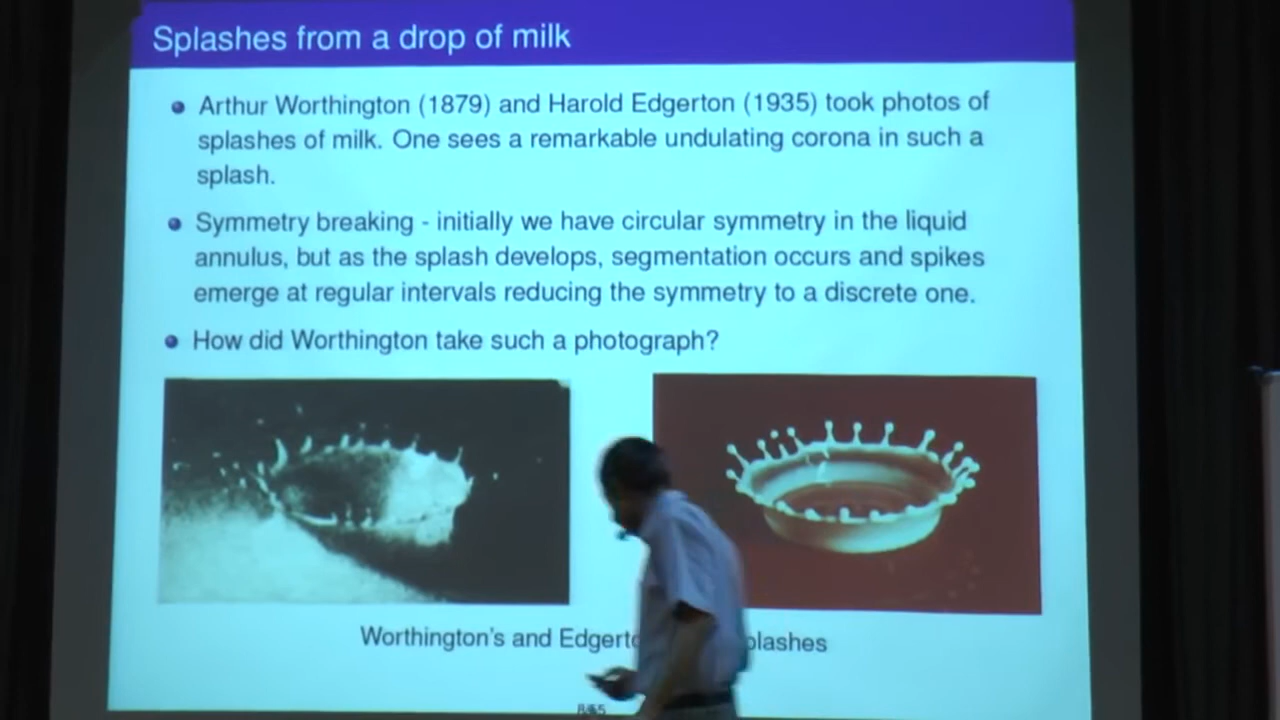 Splashes from a drop of milk
Arthur Worthington (1879) and Harold Edgerton (1935) took photos of
splashes of milk. One sees a remarkable undulating corona in such a
splash.
Symmetry breaking - initially we have circular symmetry in the liquid
annulus, but as the splash develops, segmentation occurs and spikes
emerge at regular intervals reducing the symmetry to a discrete one.
How did Worthington take such a photograph?
Worthington's and